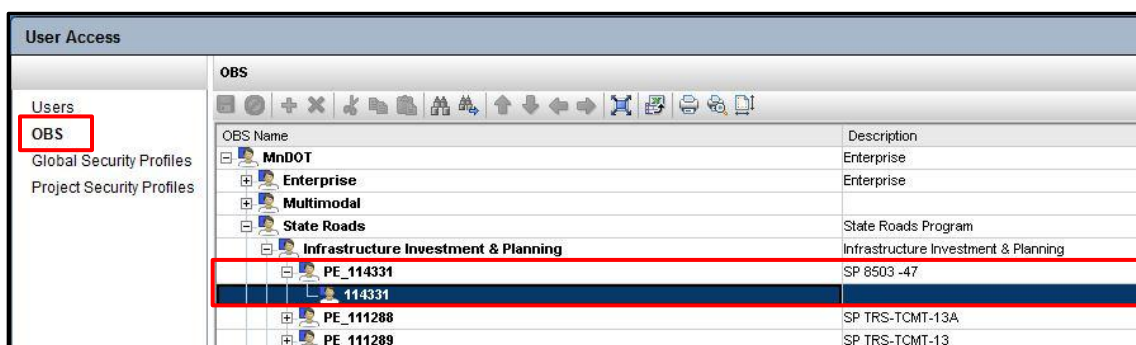 User Access
OBS
Users
OBS
Global Security Profiles
Project Security Profiles
OBS Name Description
MnDOT Enterprise
Enterprise Enterprise
Multimodal
State Roads State Roads Program
Infrastructure Investment & Planning Infrastructure Investment & Planning
PE_114331 SP 8503 -47
114331
PE_111288 SP TRS-TCMT-13A
PE_111289 SP TRS-TCMT-13